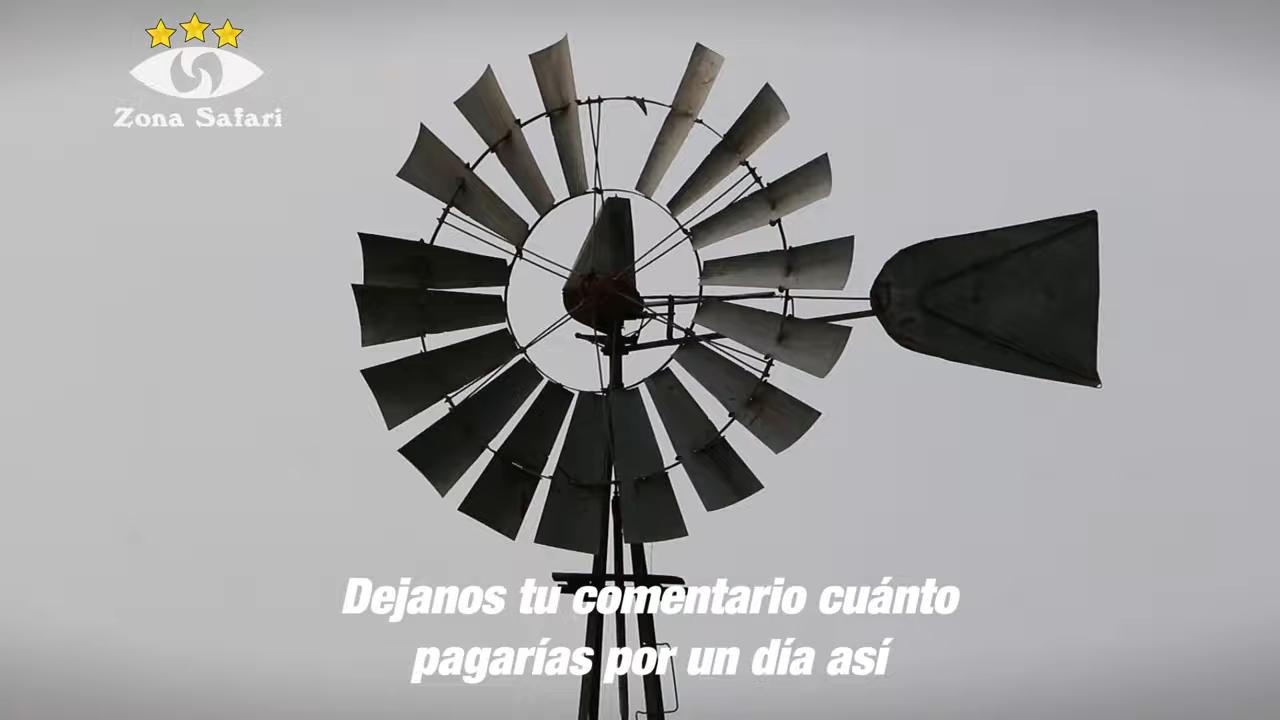 Zona Safari
Dejanos tu comentario cuánto
pagarías por un día así